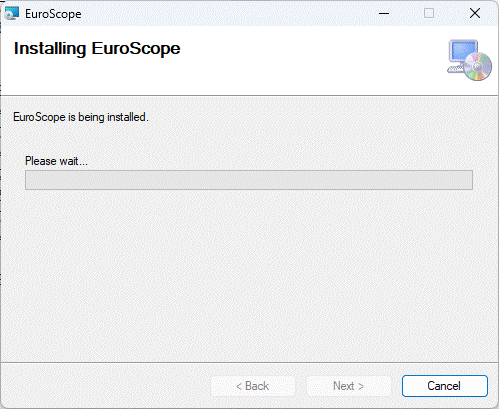 EuroScope
Installing EuroScope
EuroScope is being installed.
Please wait...
< Back
Next >
Cancel